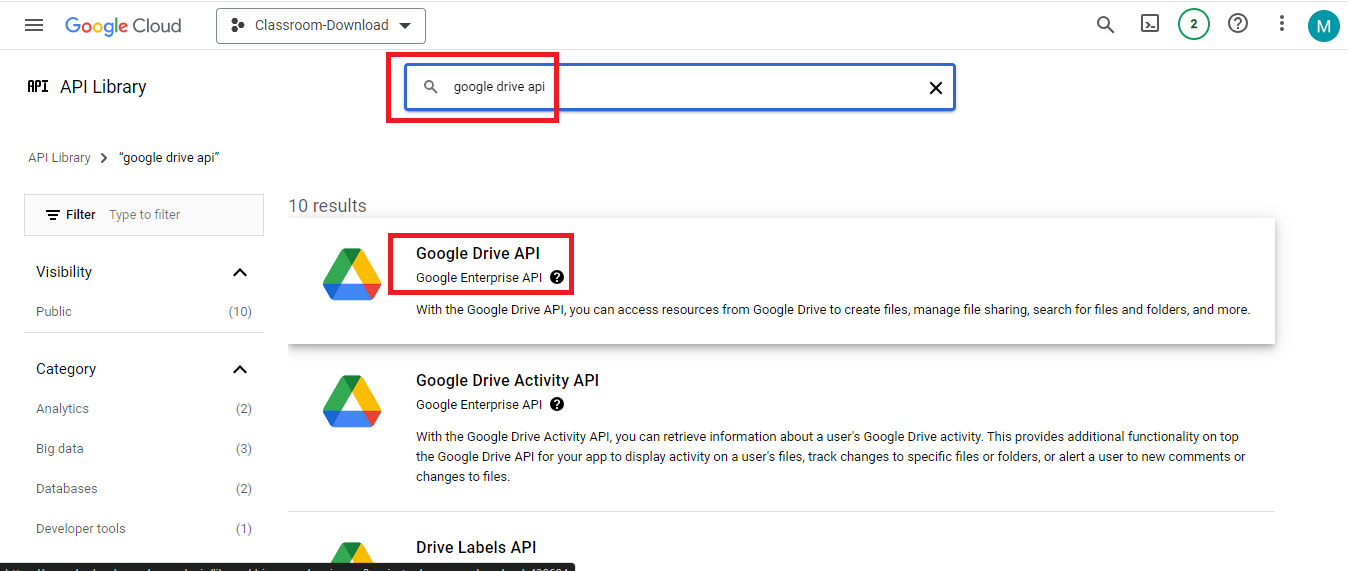 Google Cloud
Classroom-Download
2
M
API API Library
google drive api
API Library > “google drive api”
Filter Type to filter
10 results
Visibility
Public (10)
Category
Analytics (2)
Big data (3)
Databases (2)
Developer tools (1)
Google Drive API
Google Enterprise API
With the Google Drive API, you can access resources from Google Drive to create files, manage file sharing, search for files and folders, and more.
Google Drive Activity API
Google Enterprise API
With the Google Drive Activity API, you can retrieve information about a user's Google Drive activity. This provides additional functionality on top
the Google Drive API for your app to display activity on a user's files, track changes to specific files or folders, or alert a user to new comments or
changes to files.
Drive Labels API